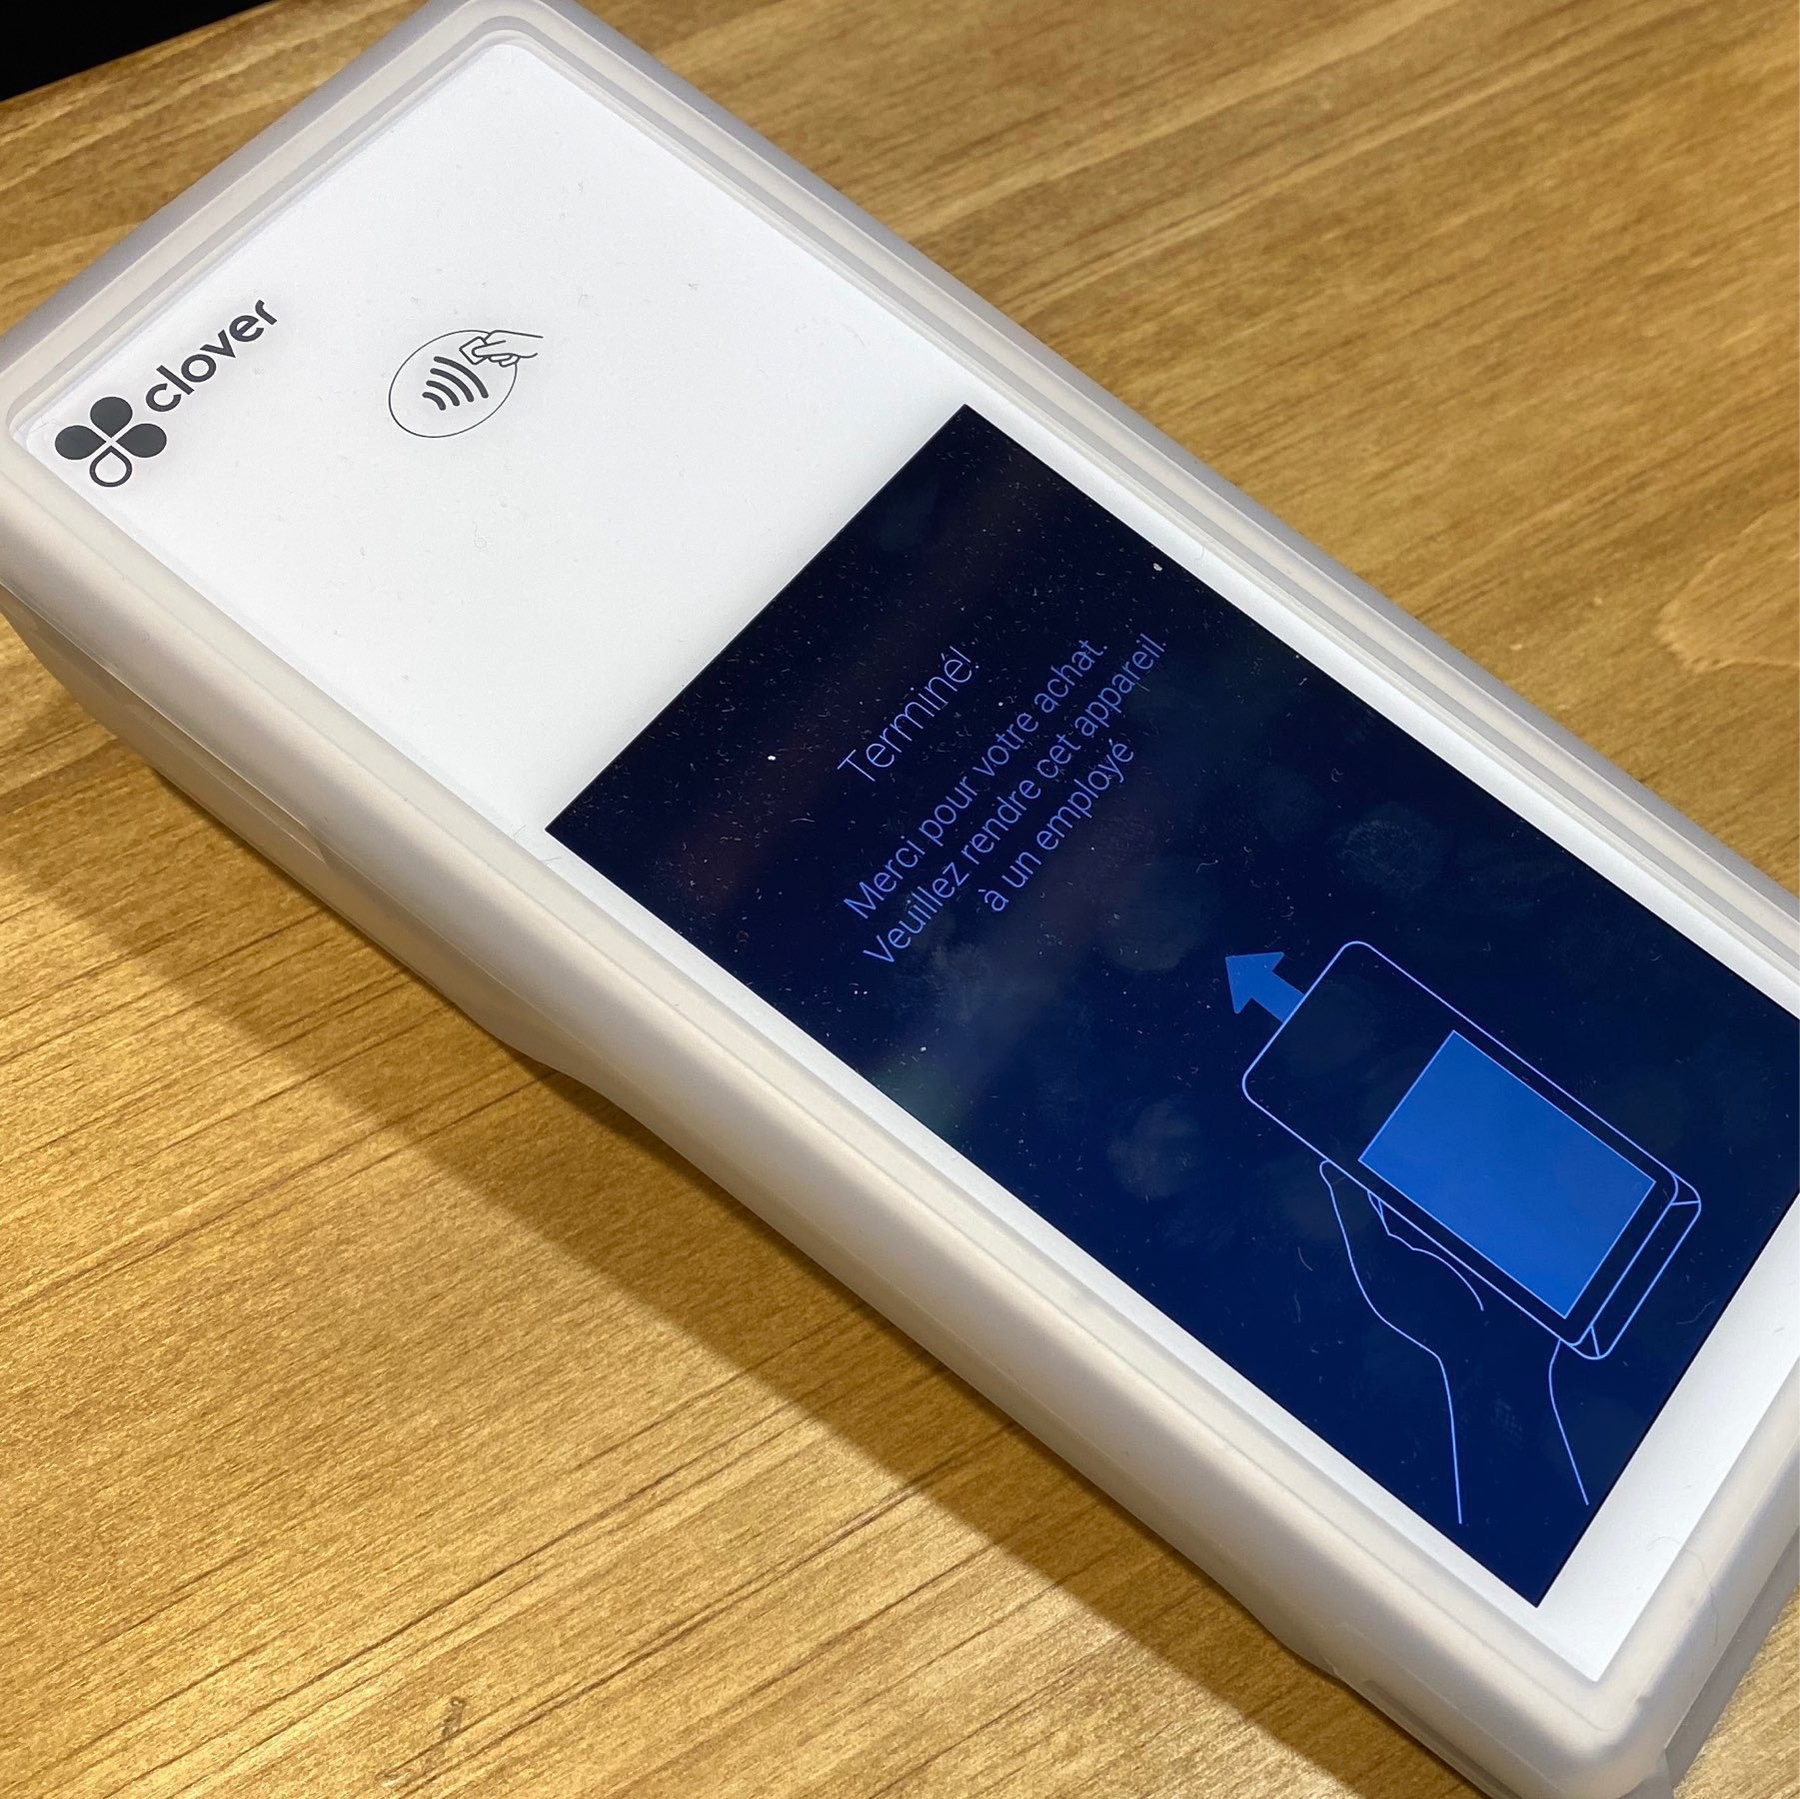 clover
Terminé!
Merci pour votre achat.
Veuillez rendre cet appareil.
à un employé